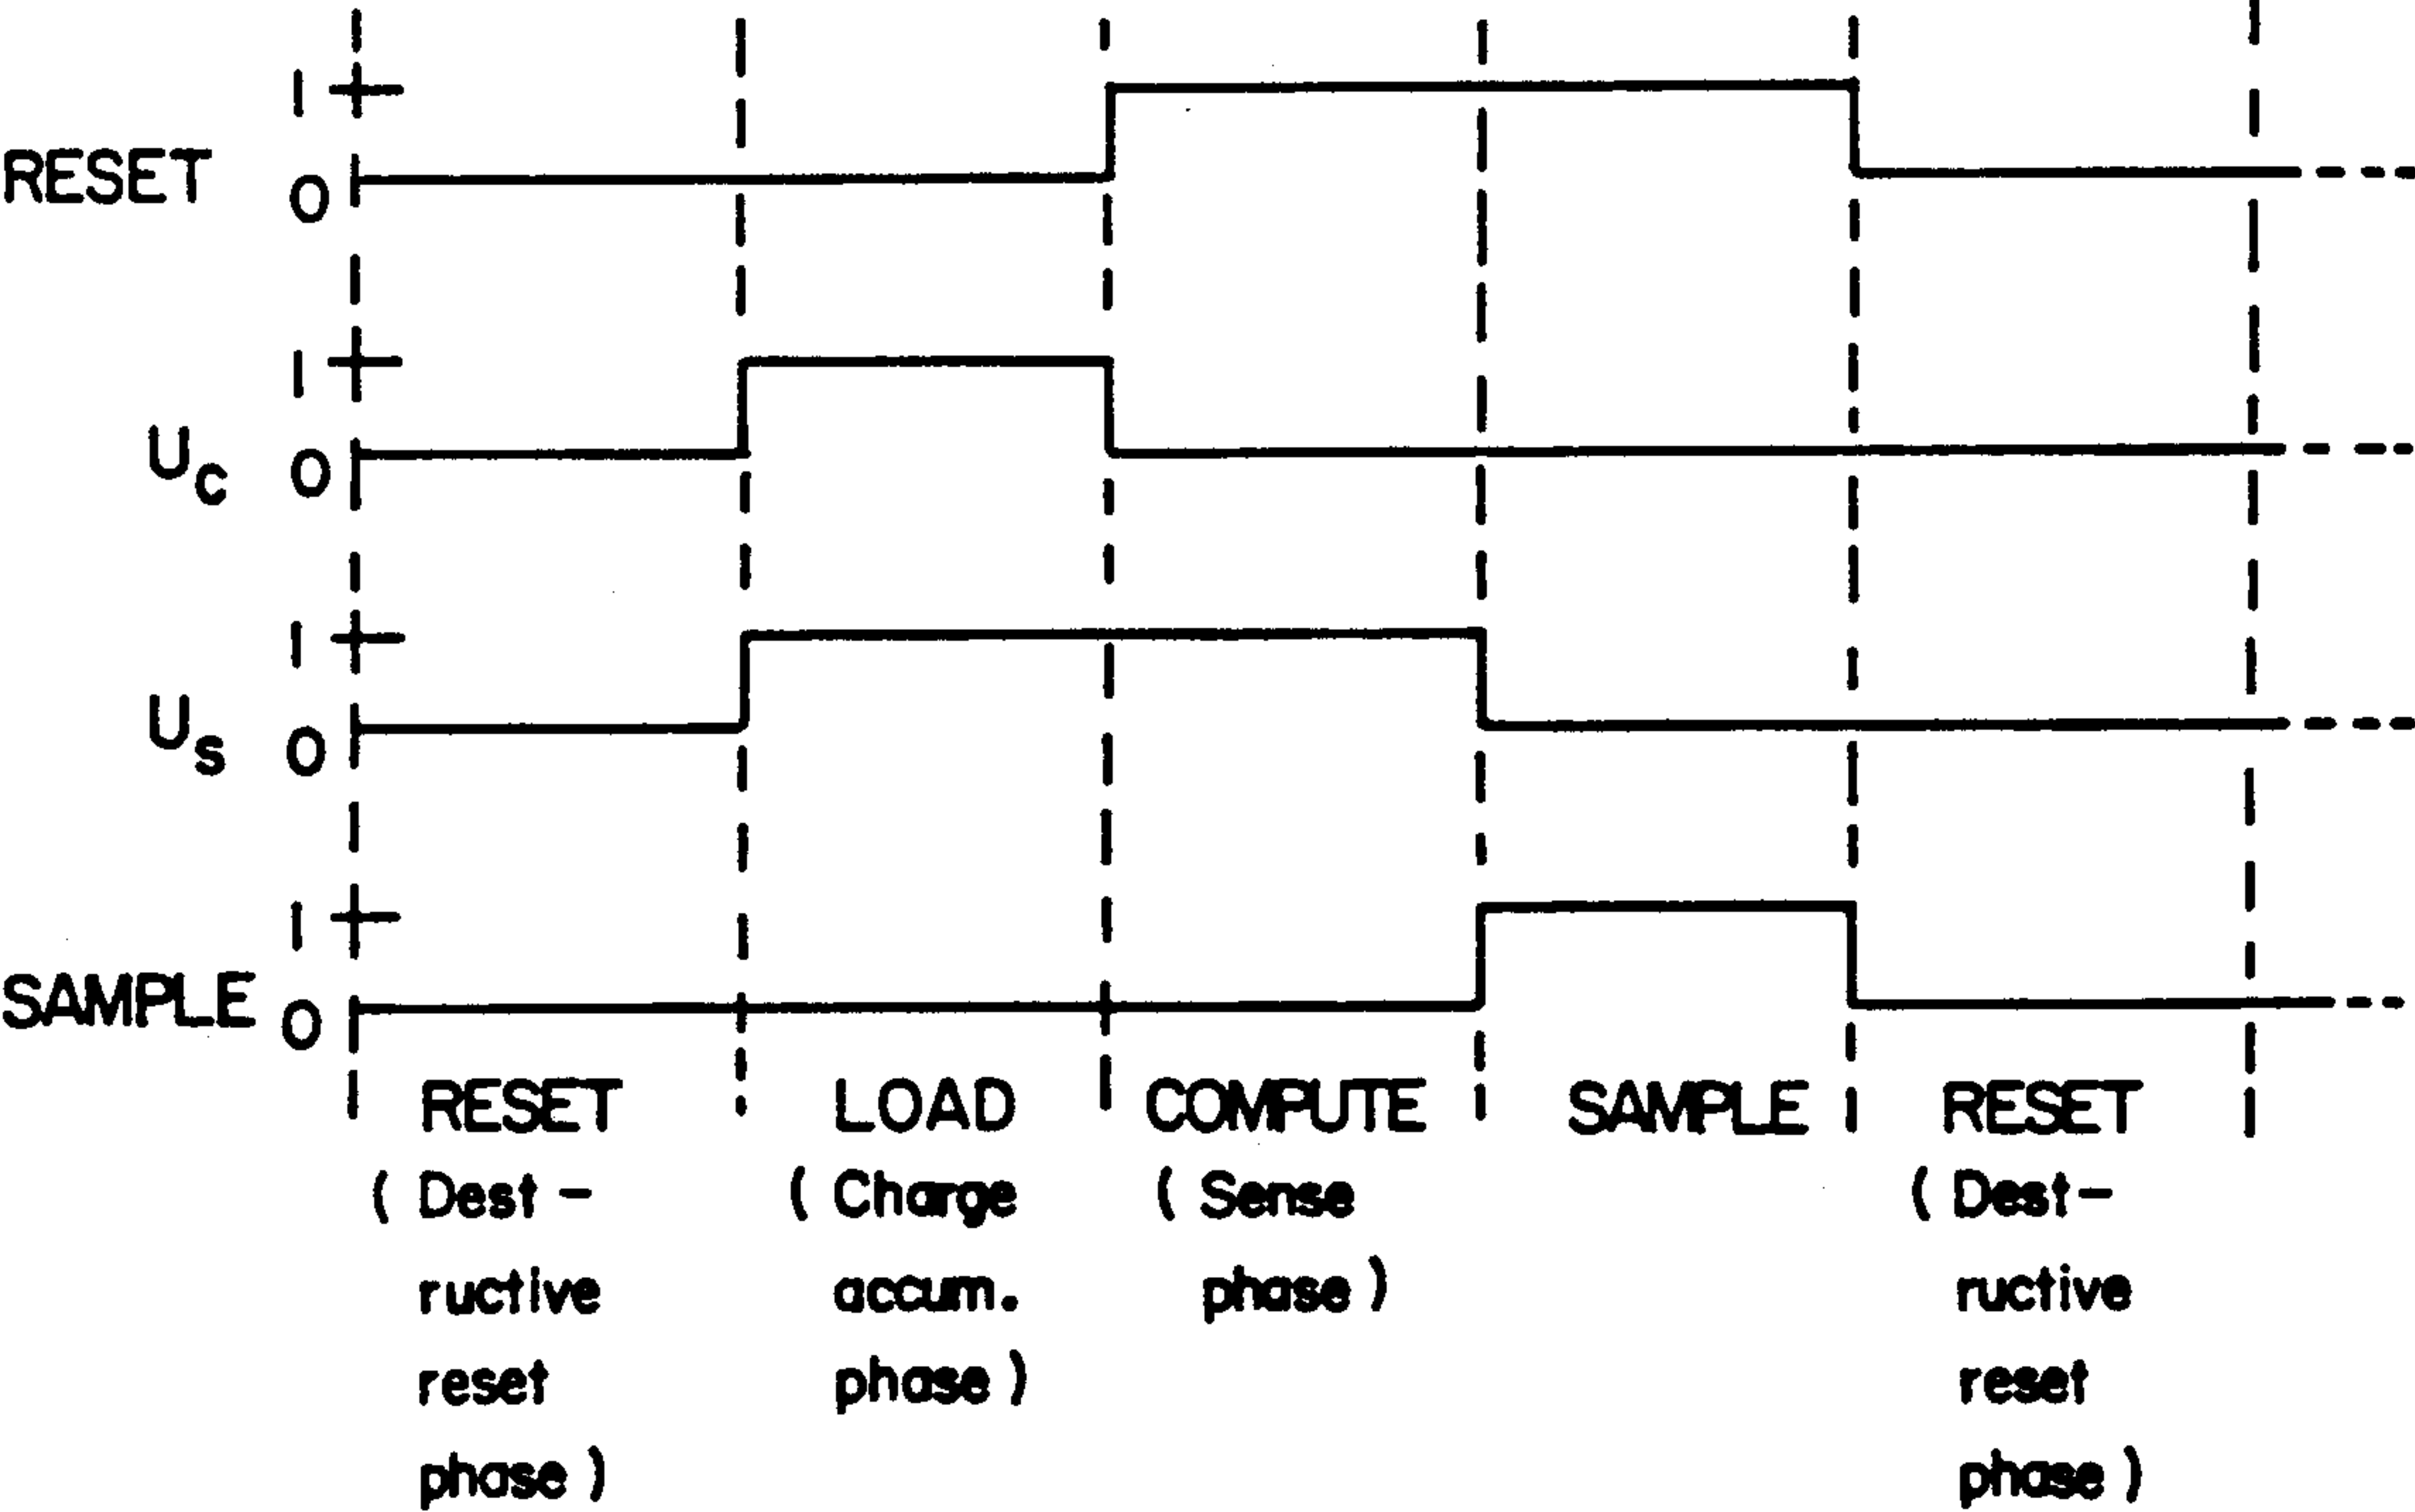 1
RESET 0
1
Uc 0
1
Us 0
1
SAMPLE 0
RESET LOAD COMPUTE SAMPLE RESET
( Dest- ( Charge ( Sense ( Dest-
ructive accum. phase ) ructive
reset phase ) reset
phase ) phase )